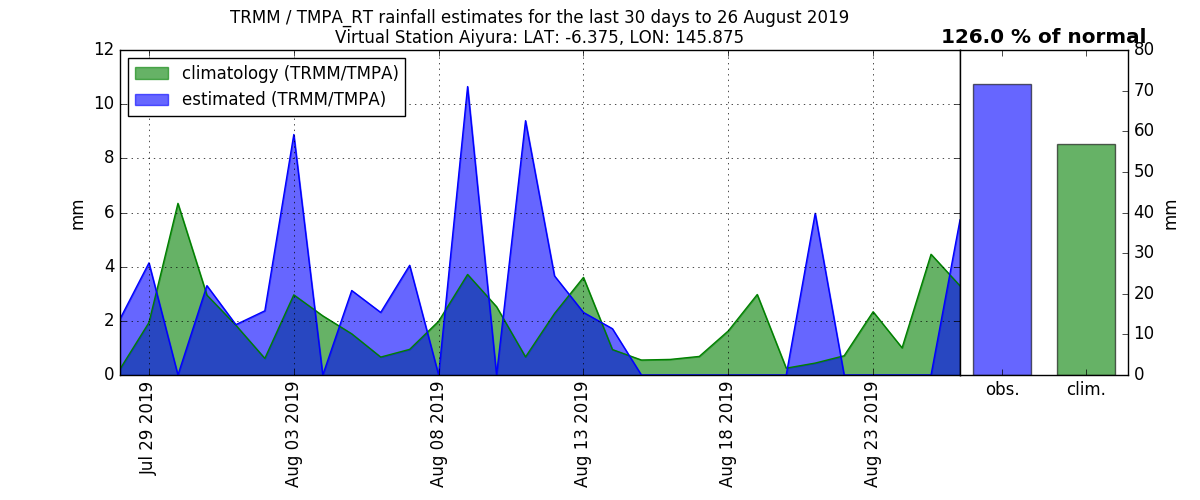 TRMM / TMPA_RT rainfall estimates for the last 30 days to 26 August 2019
Virtual Station Aiyura: LAT: -6.375, LON: 145.875
126.0 % of normal
climatology (TRMM/TMPA)
estimated (TRMM/TMPA)
12
10
8
6
4
2
0
mm
Jul 29 2019
Aug 03 2019
Aug 08 2019
Aug 13 2019
Aug 18 2019
Aug 23 2019
80
70
60
50
40
30
20
10
0
mm
obs.
clim.